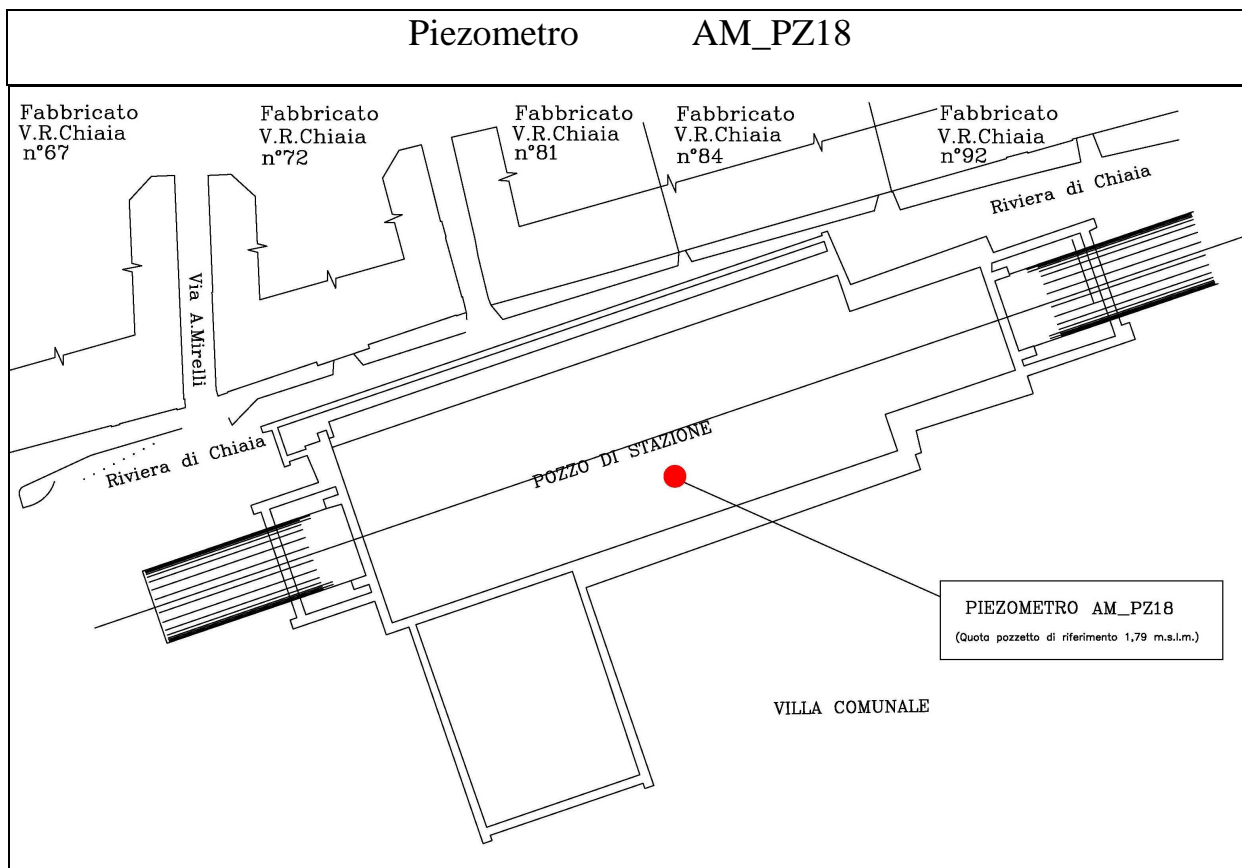 Piezometro AM_PZ18
Fabbricato
V.R.Chiaia
n°67
Fabbricato
V.R.Chiaia
n°72
Fabbricato
V.R.Chiaia
n°81
Fabbricato
V.R.Chiaia
n°84
Fabbricato
V.R.Chiaia
n°92
Riviera di Chiaia
Via A.Mirelli
Riviera di Chiaia
POZZO DI STAZIONE
PIEZOMETRO AM_PZ18
(Quota pozzetto di riferimento 1,79 m.s.l.m.)
VILLA COMUNALE